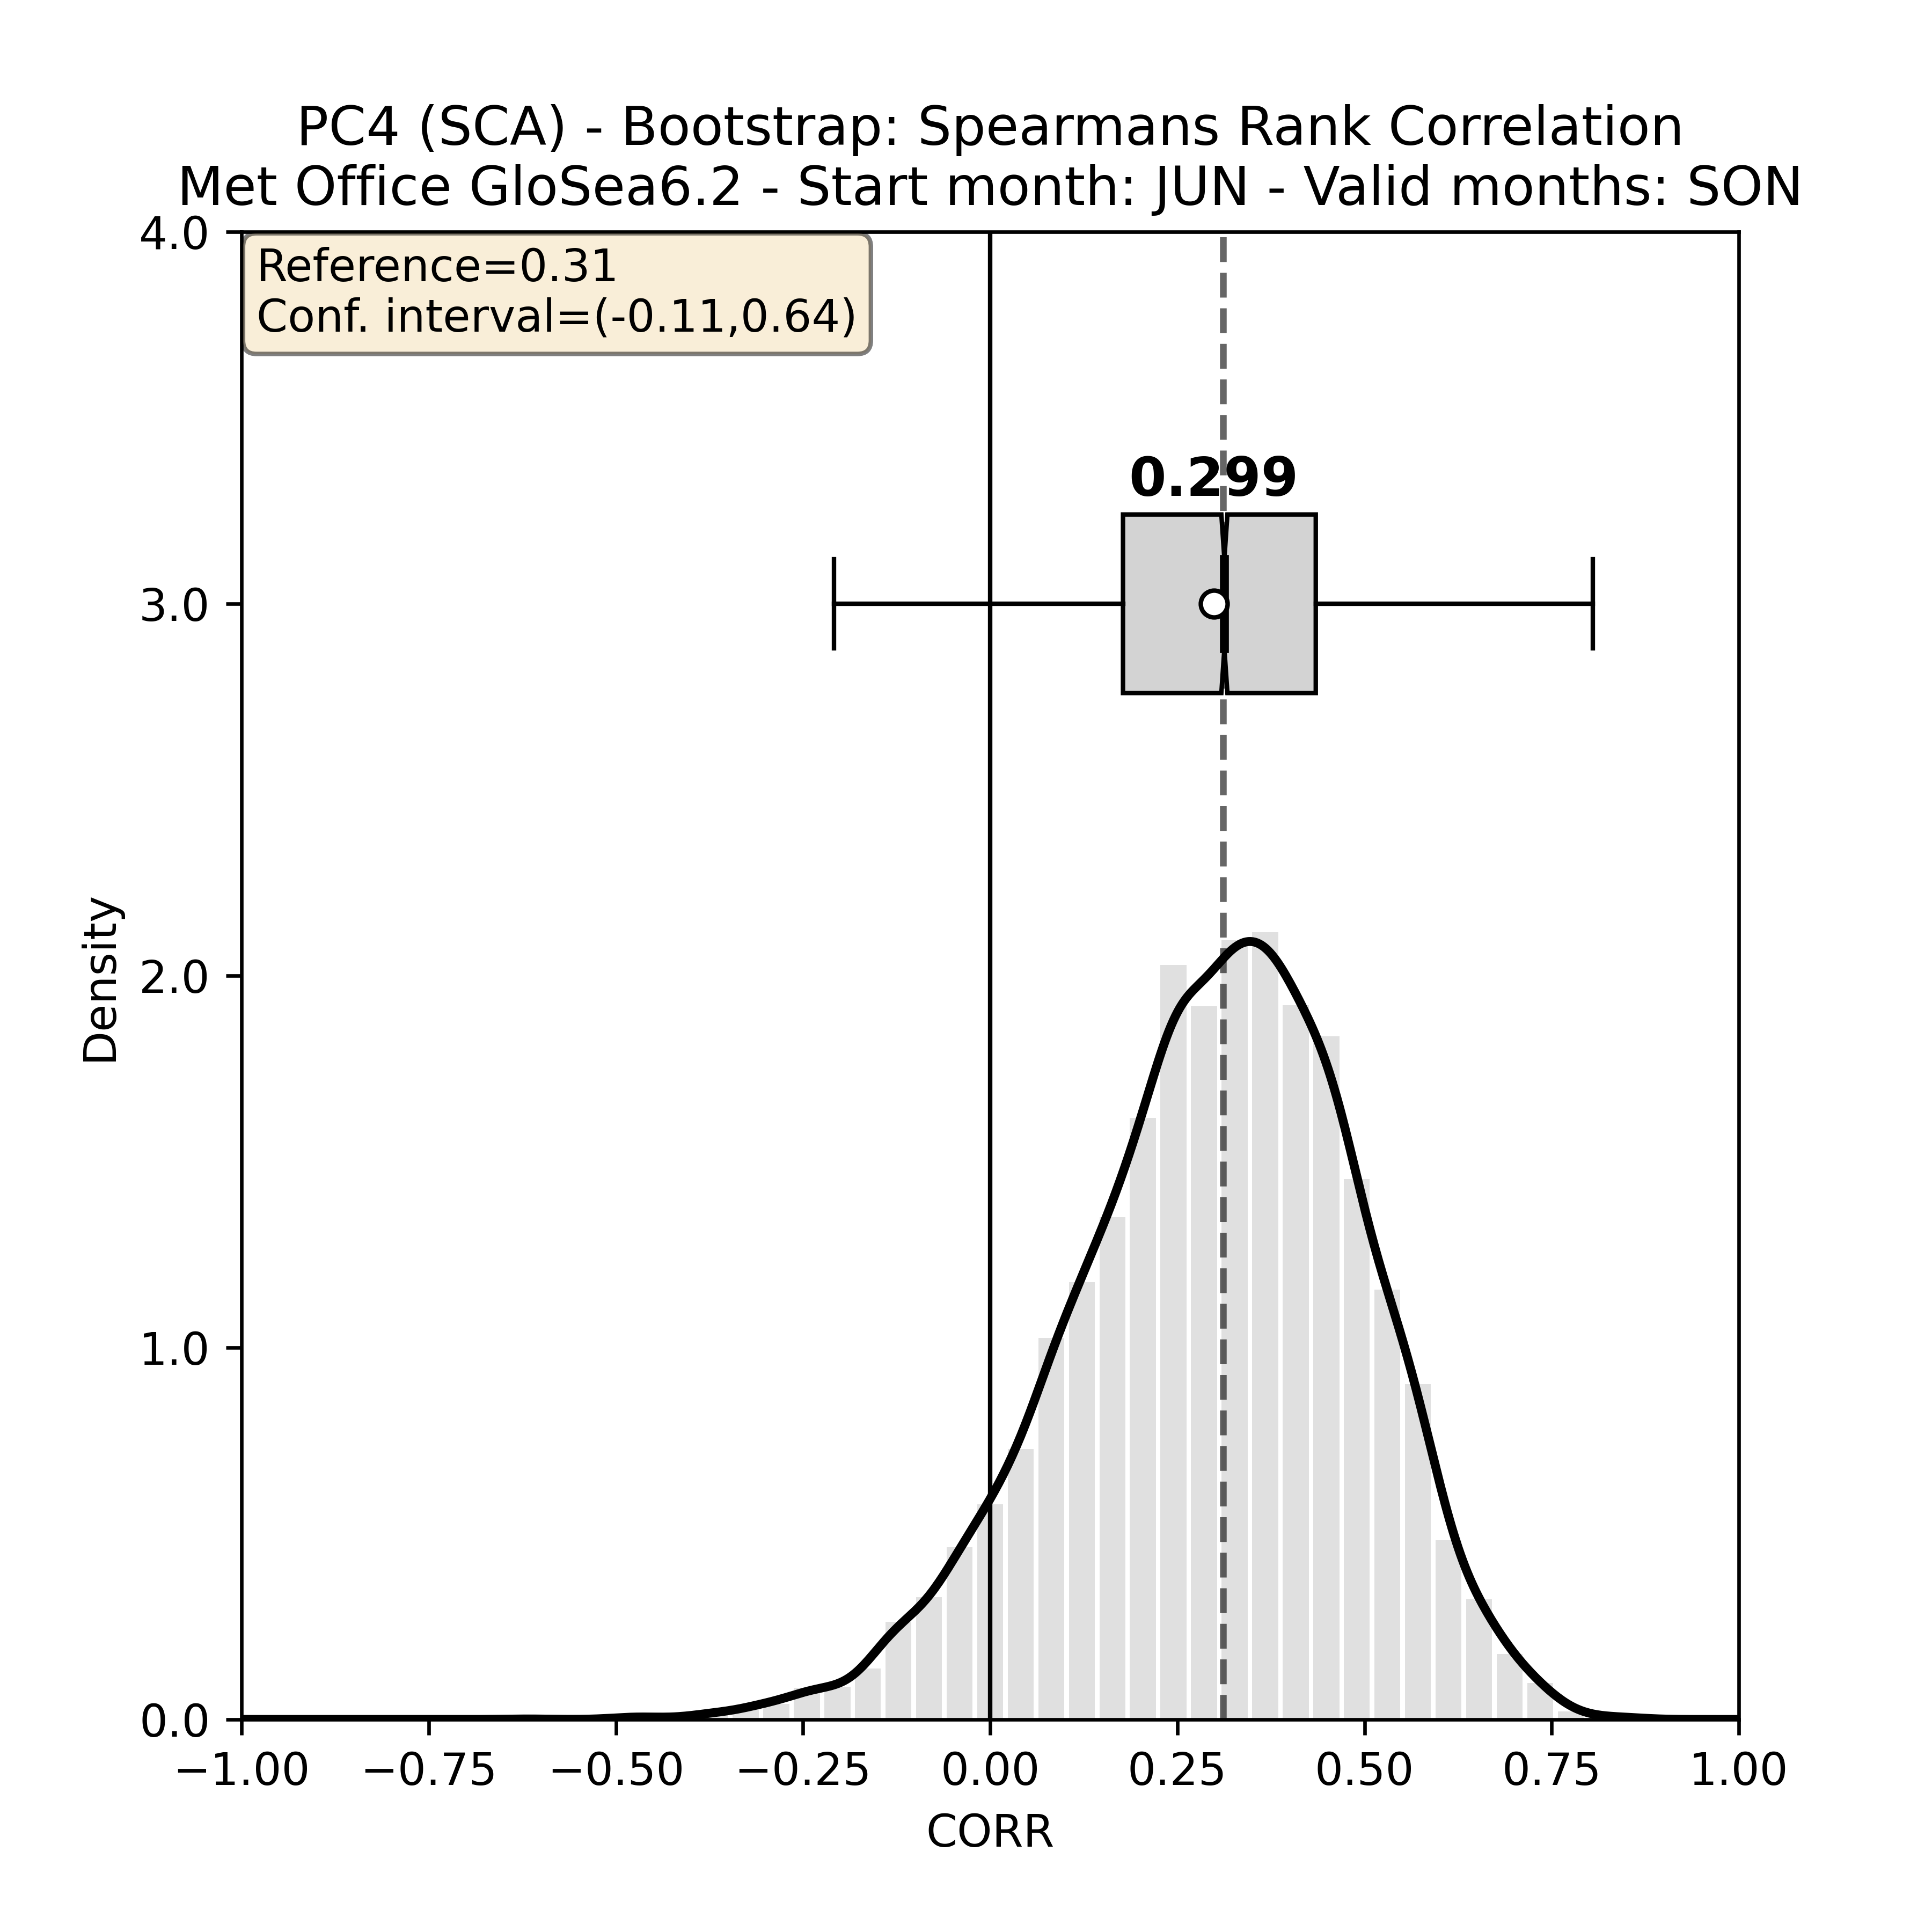 PC4 (SCA) - Bootstrap: Spearmans Rank Correlation
Met Office GloSea6.2 - Start month: JUN - Valid months: SON
Reference=0.31
Conf. interval=(-0.11,0.64)
0.299
4.0
3.0
2.0
1.0
0.0
Density
−1.00 −0.75 −0.50 −0.25 0.00 0.25 0.50 0.75 1.00
CORR